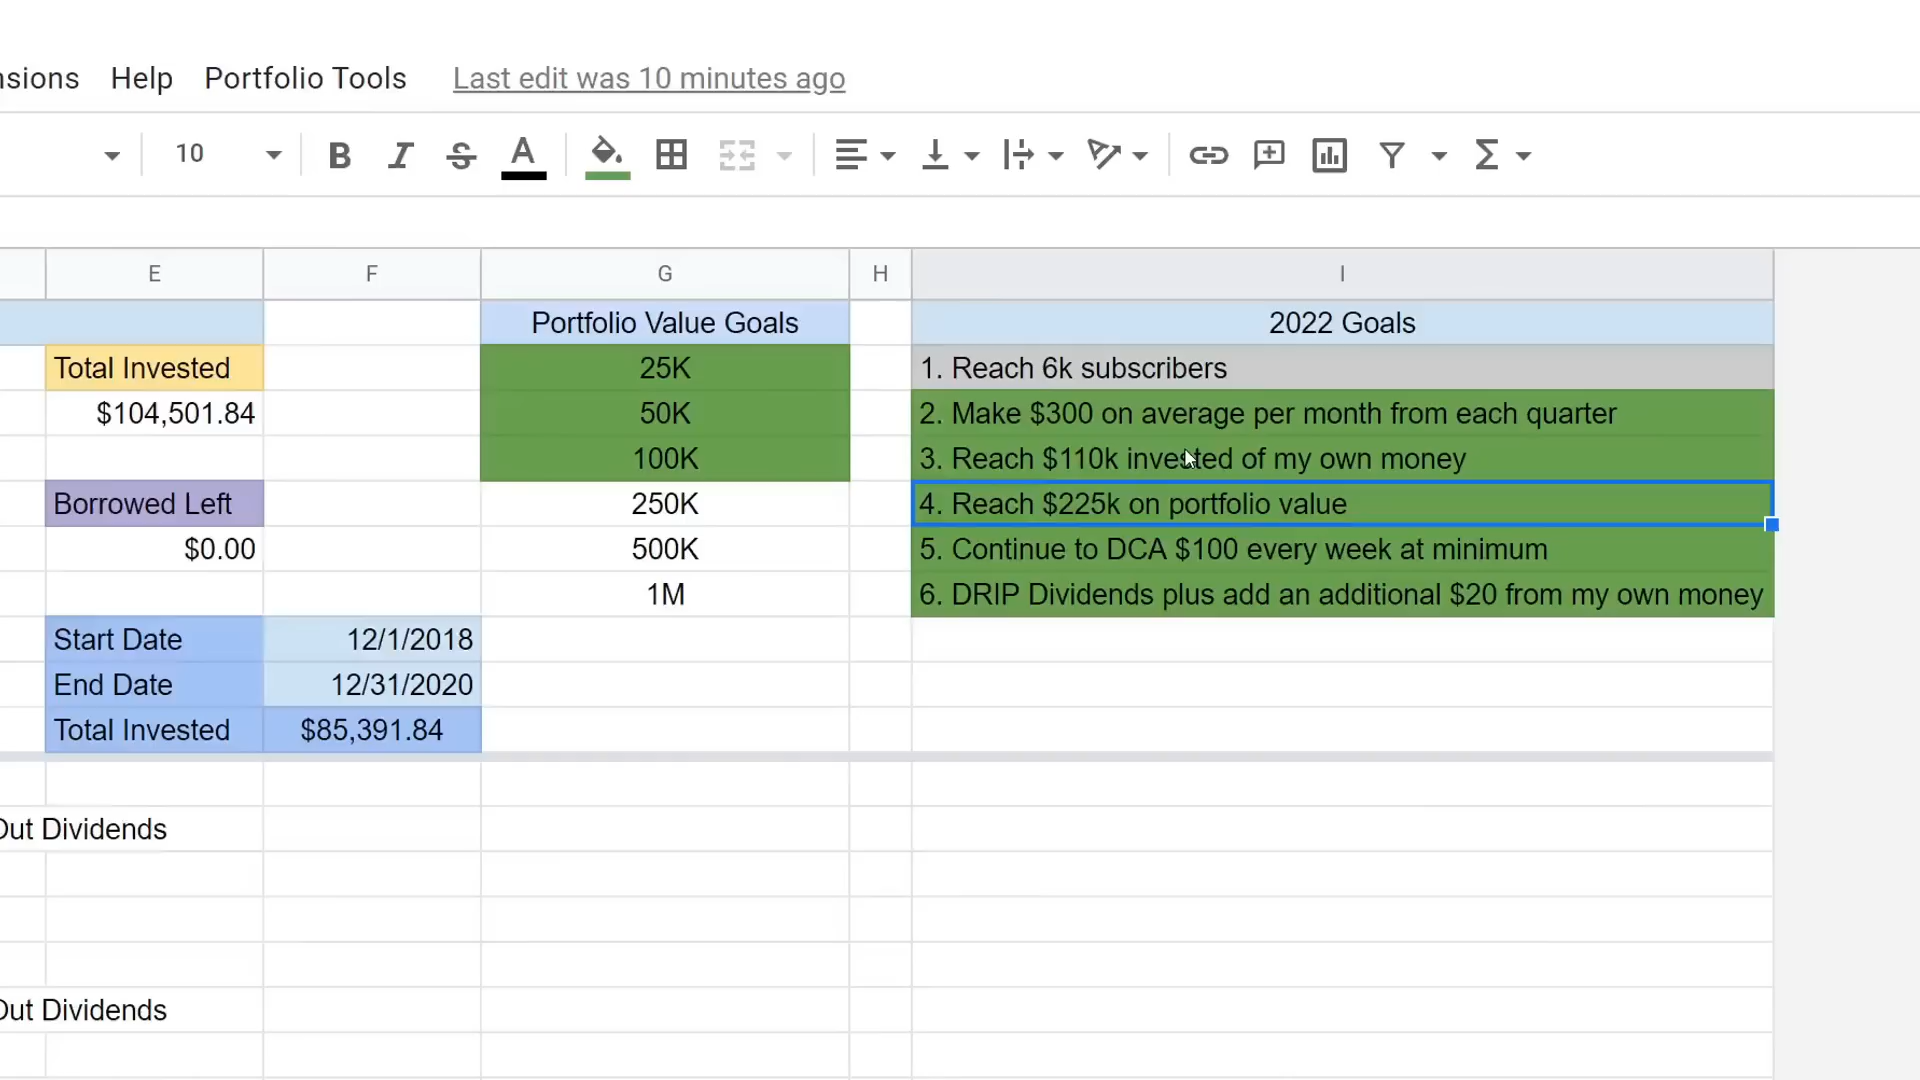 nsions Help Portfolio Tools Last edit was 10 minutes ago
10 B I S A
E F G H I
Portfolio Value Goals 2022 Goals
Total Invested 25K 1. Reach 6k subscribers
$104,501.84 50K 2. Make $300 on average per month from each quarter
100K 3. Reach $110k invested of my own money
Borrowed Left 250K 4. Reach $225k on portfolio value
$0.00 500K 5. Continue to DCA $100 every week at minimum
1M 6. DRIP Dividends plus add an additional $20 from my own money
Start Date 12/1/2018
End Date 12/31/2020
Total Invested $85,391.84
Out Dividends
Out Dividends